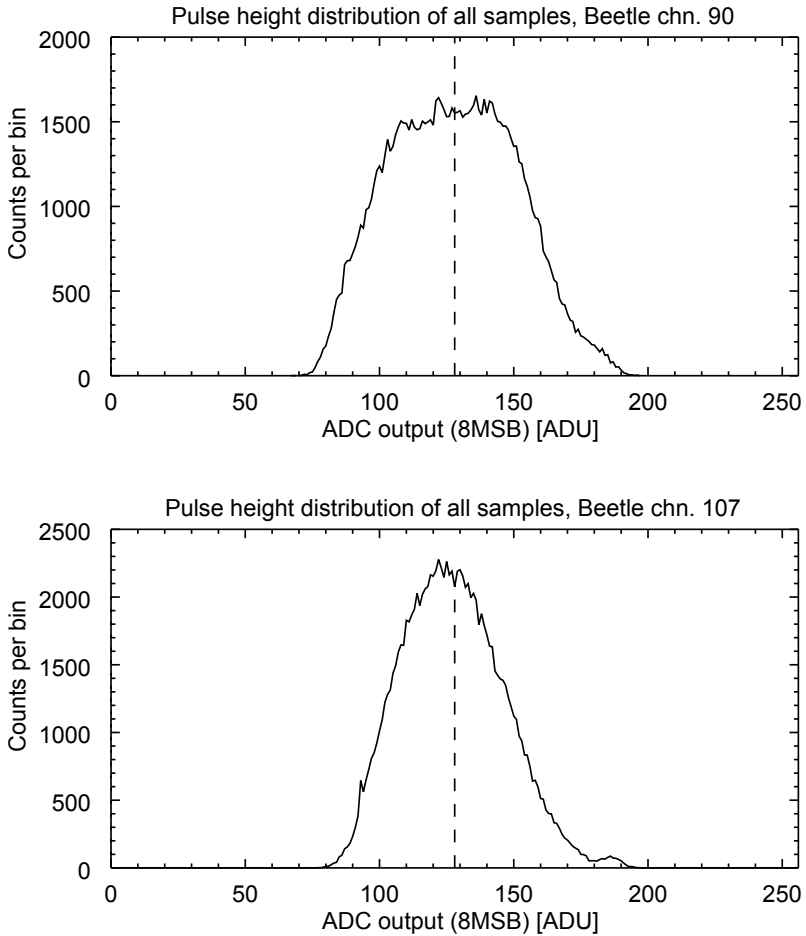 Pulse height distribution of all samples, Beetle chn. 90
2000
1500
1000
500
0
Counts per bin
0 50 100 150 200 250
ADC output (8MSB) [ADU]
Pulse height distribution of all samples, Beetle chn. 107
2500
2000
1500
1000
500
0
Counts per bin
0 50 100 150 200 250
ADC output (8MSB) [ADU]